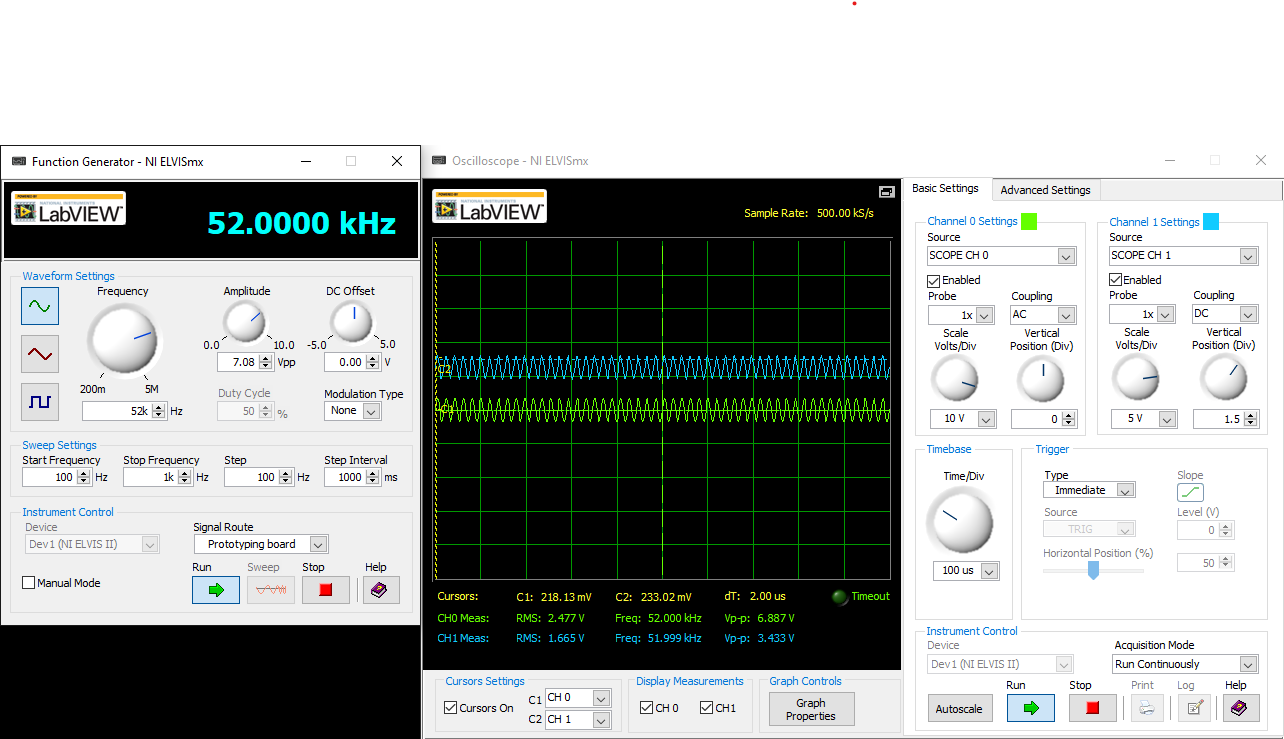 Function Generator - NI ELVISmx
POWERED BY
NATIONAL INSTRUMENTS
LabVIEW™
52.0000 kHz
Waveform Settings
Frequency
Amplitude
DC Offset
0.0
10.0
-5.0
5.0
7.08 Vpp
0.00 V
200m
5M
Duty Cycle
Modulation Type
52k Hz
50 %
None
Sweep Settings
Start Frequency
Stop Frequency
Step
Step Interval
100 Hz
1k Hz
100 Hz
1000 ms
Instrument Control
Device
Signal Route
Dev1 (NI ELVIS II)
Prototyping board
Run
Sweep
Stop
Help
Manual Mode
Oscilloscope - NI ELVISmx
POWERED BY
NATIONAL INSTRUMENTS
LabVIEW™
Sample Rate: 500.00 kS/s
C2
C1
Cursors: C1: 218.13 mV C2: 233.02 mV dT: 2.00 us
Timeout
CH0 Meas: RMS: 2.477 V Freq: 52.000 kHz Vp-p: 6.887 V
CH1 Meas: RMS: 1.665 V Freq: 51.999 kHz Vp-p: 3.433 V
Cursors Settings
Cursors On
C1 CH 0
C2 CH 1
Display Measurements
CH 0
CH1
Graph Controls
Graph
Properties
Basic Settings
Advanced Settings
Channel 0 Settings
Source
SCOPE CH 0
Enabled
Probe
Coupling
1x
AC
Scale
Volts/Div
Vertical
Position (Div)
10 V
0
Channel 1 Settings
Source
SCOPE CH 1
Enabled
Probe
Coupling
1x
DC
Scale
Volts/Div
Vertical
Position (Div)
5 V
1.5
Timebase
Time/Div
100 us
Trigger
Type
Immediate
Slope
Source
TRIG
Level (V)
0
Horizontal Position (%)
50
Instrument Control
Device
Dev1 (NI ELVIS II)
Acquisition Mode
Run Continuously
Autoscale
Run
Stop
Print
Log
Help